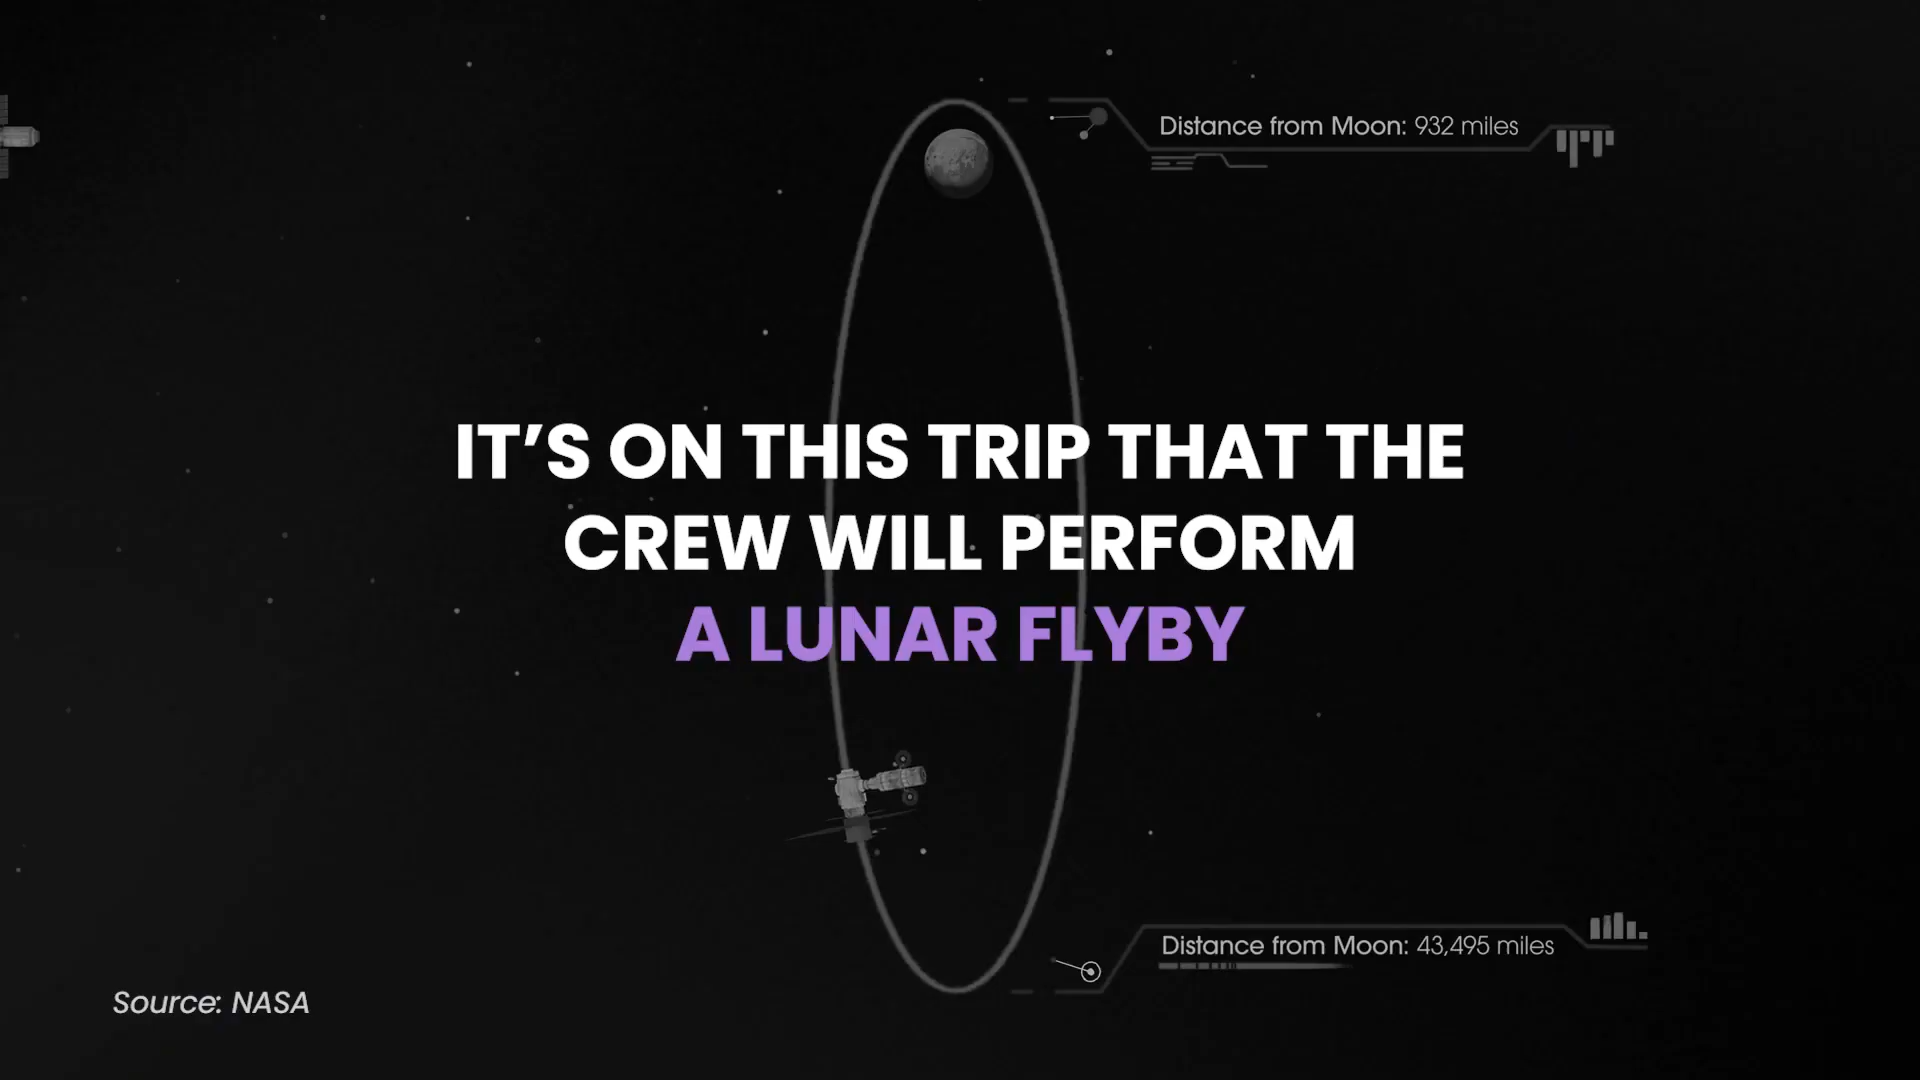 Distance from Moon: 932 miles
IT’S ON THIS TRIP THAT THE
CREW WILL PERFORM
A LUNAR FLYBY
Distance from Moon: 43,495 miles
Source: NASA